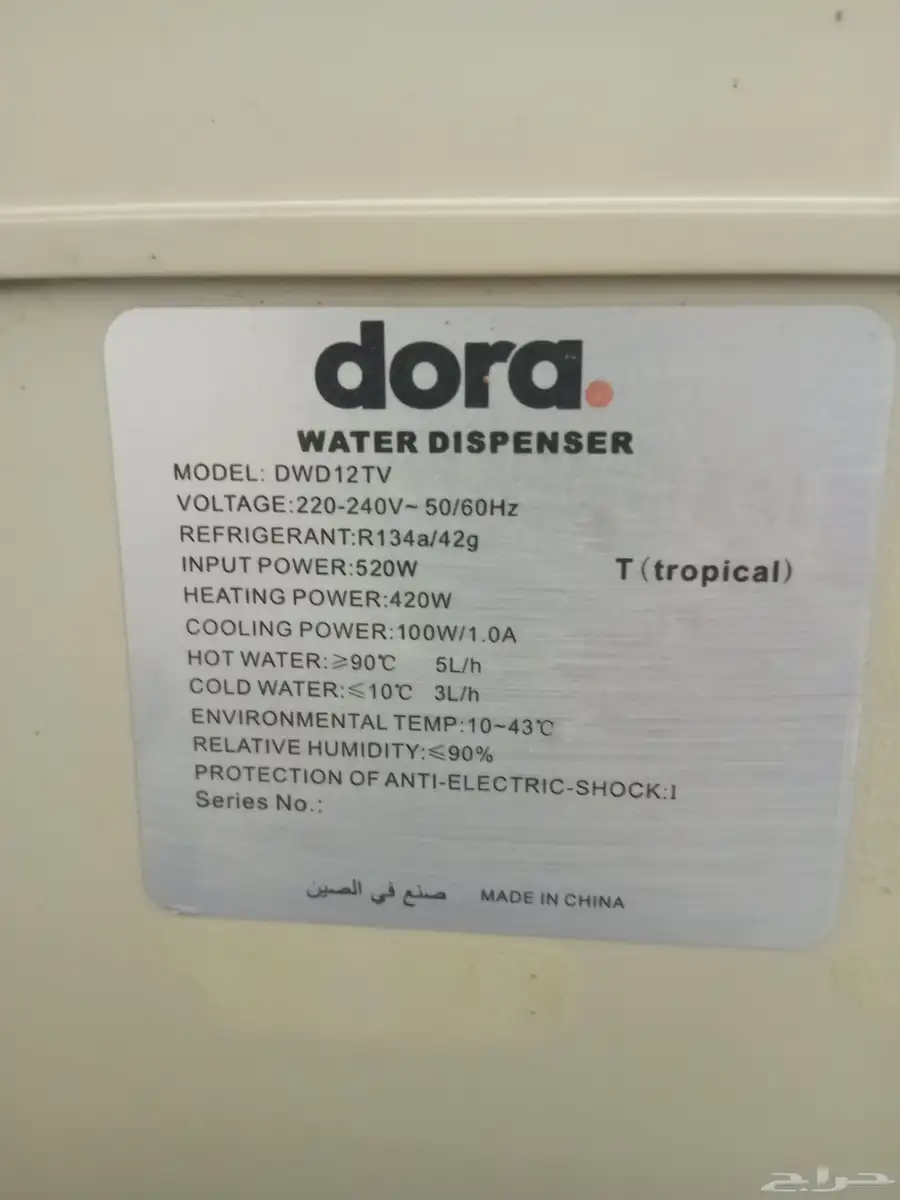 dora.
WATER DISPENSER
MODEL: DWD12TV
VOLTAGE:220-240V~ 50/60Hz
REFRIGERANT:R134a/42g
INPUT POWER:520W
T(tropical)
HEATING POWER:420W
COOLING POWER:100W/1.0A
HOT WATER:≥90℃ 5L/h
COLD WATER:≤10℃ 3L/h
ENVIRONMENTAL TEMP:10~43℃
RELATIVE HUMIDITY:≤90%
PROTECTION OF ANTI-ELECTRIC-SHOCK:I
Series No.:
صنع في الصين MADE IN CHINA
حراج